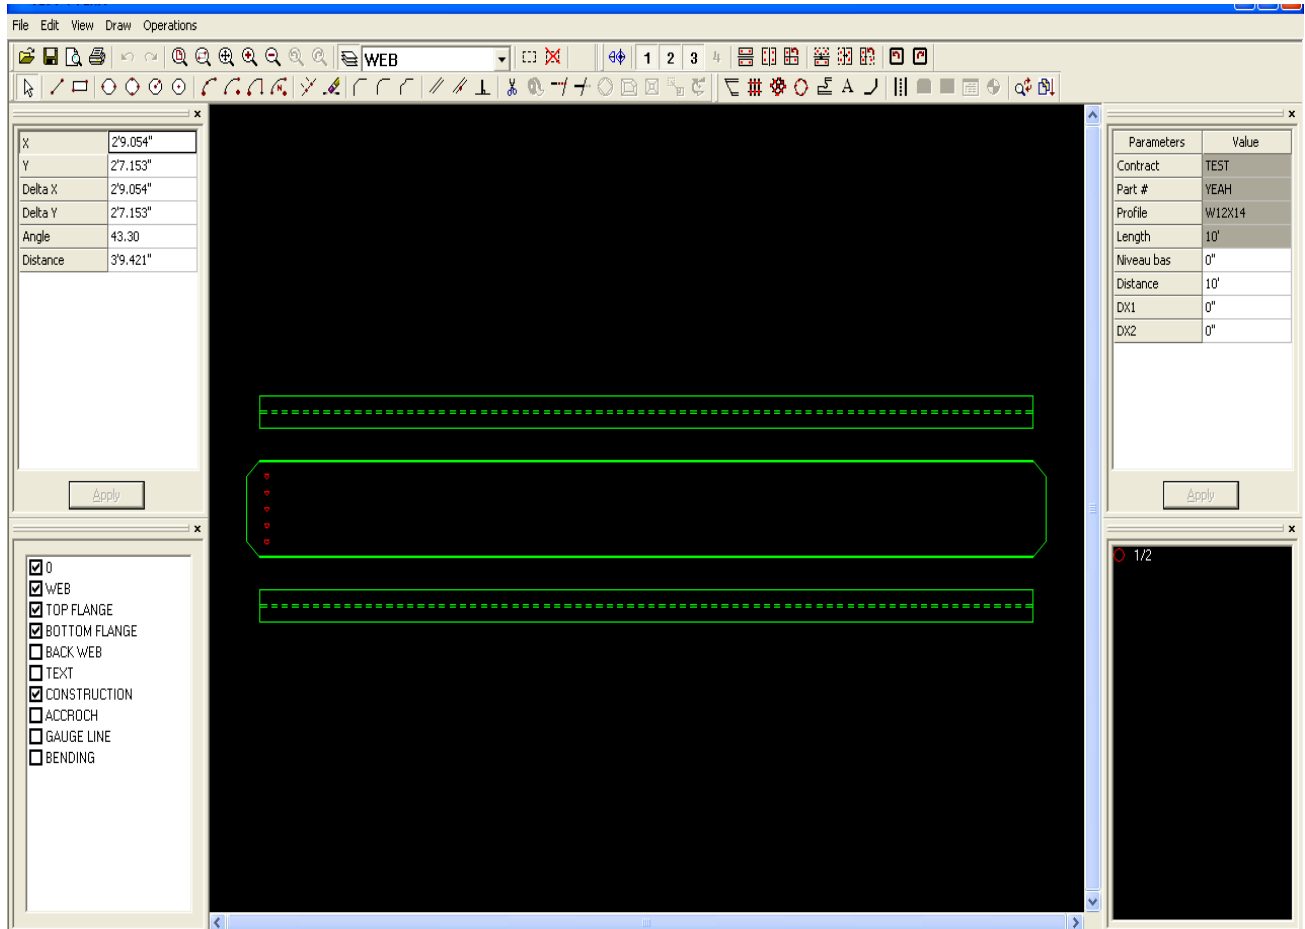 File Edit View Draw Operations
WEB
1 2 3 4
A
X 2'9.054"
Y 2'7.153"
Delta X 2'9.054"
Delta Y 2'7.153"
Angle 43.30
Distance 3'9.421"
Apply
0
WEB
TOP FLANGE
BOTTOM FLANGE
BACK WEB
TEXT
CONSTRUCTION
ACCROCH
GAUGE LINE
BENDING
Parameters Value
Contract TEST
Part # YEAH
Profile W12X14
Length 10'
Niveau bas 0"
Distance 10'
DX1 0"
DX2 0"
Apply
1/2